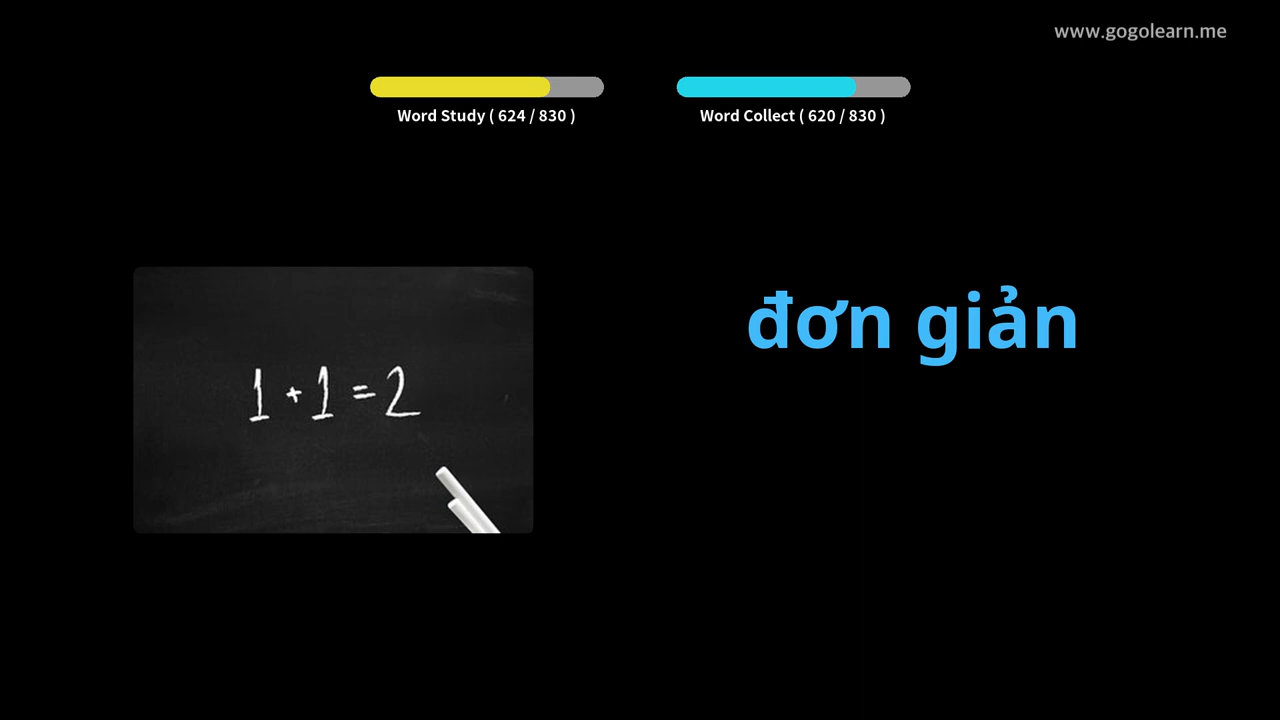 www.gogolearn.me
Word Study ( 624 / 830 )
Word Collect ( 620 / 830 )
đơn giản
1 + 1 = 2